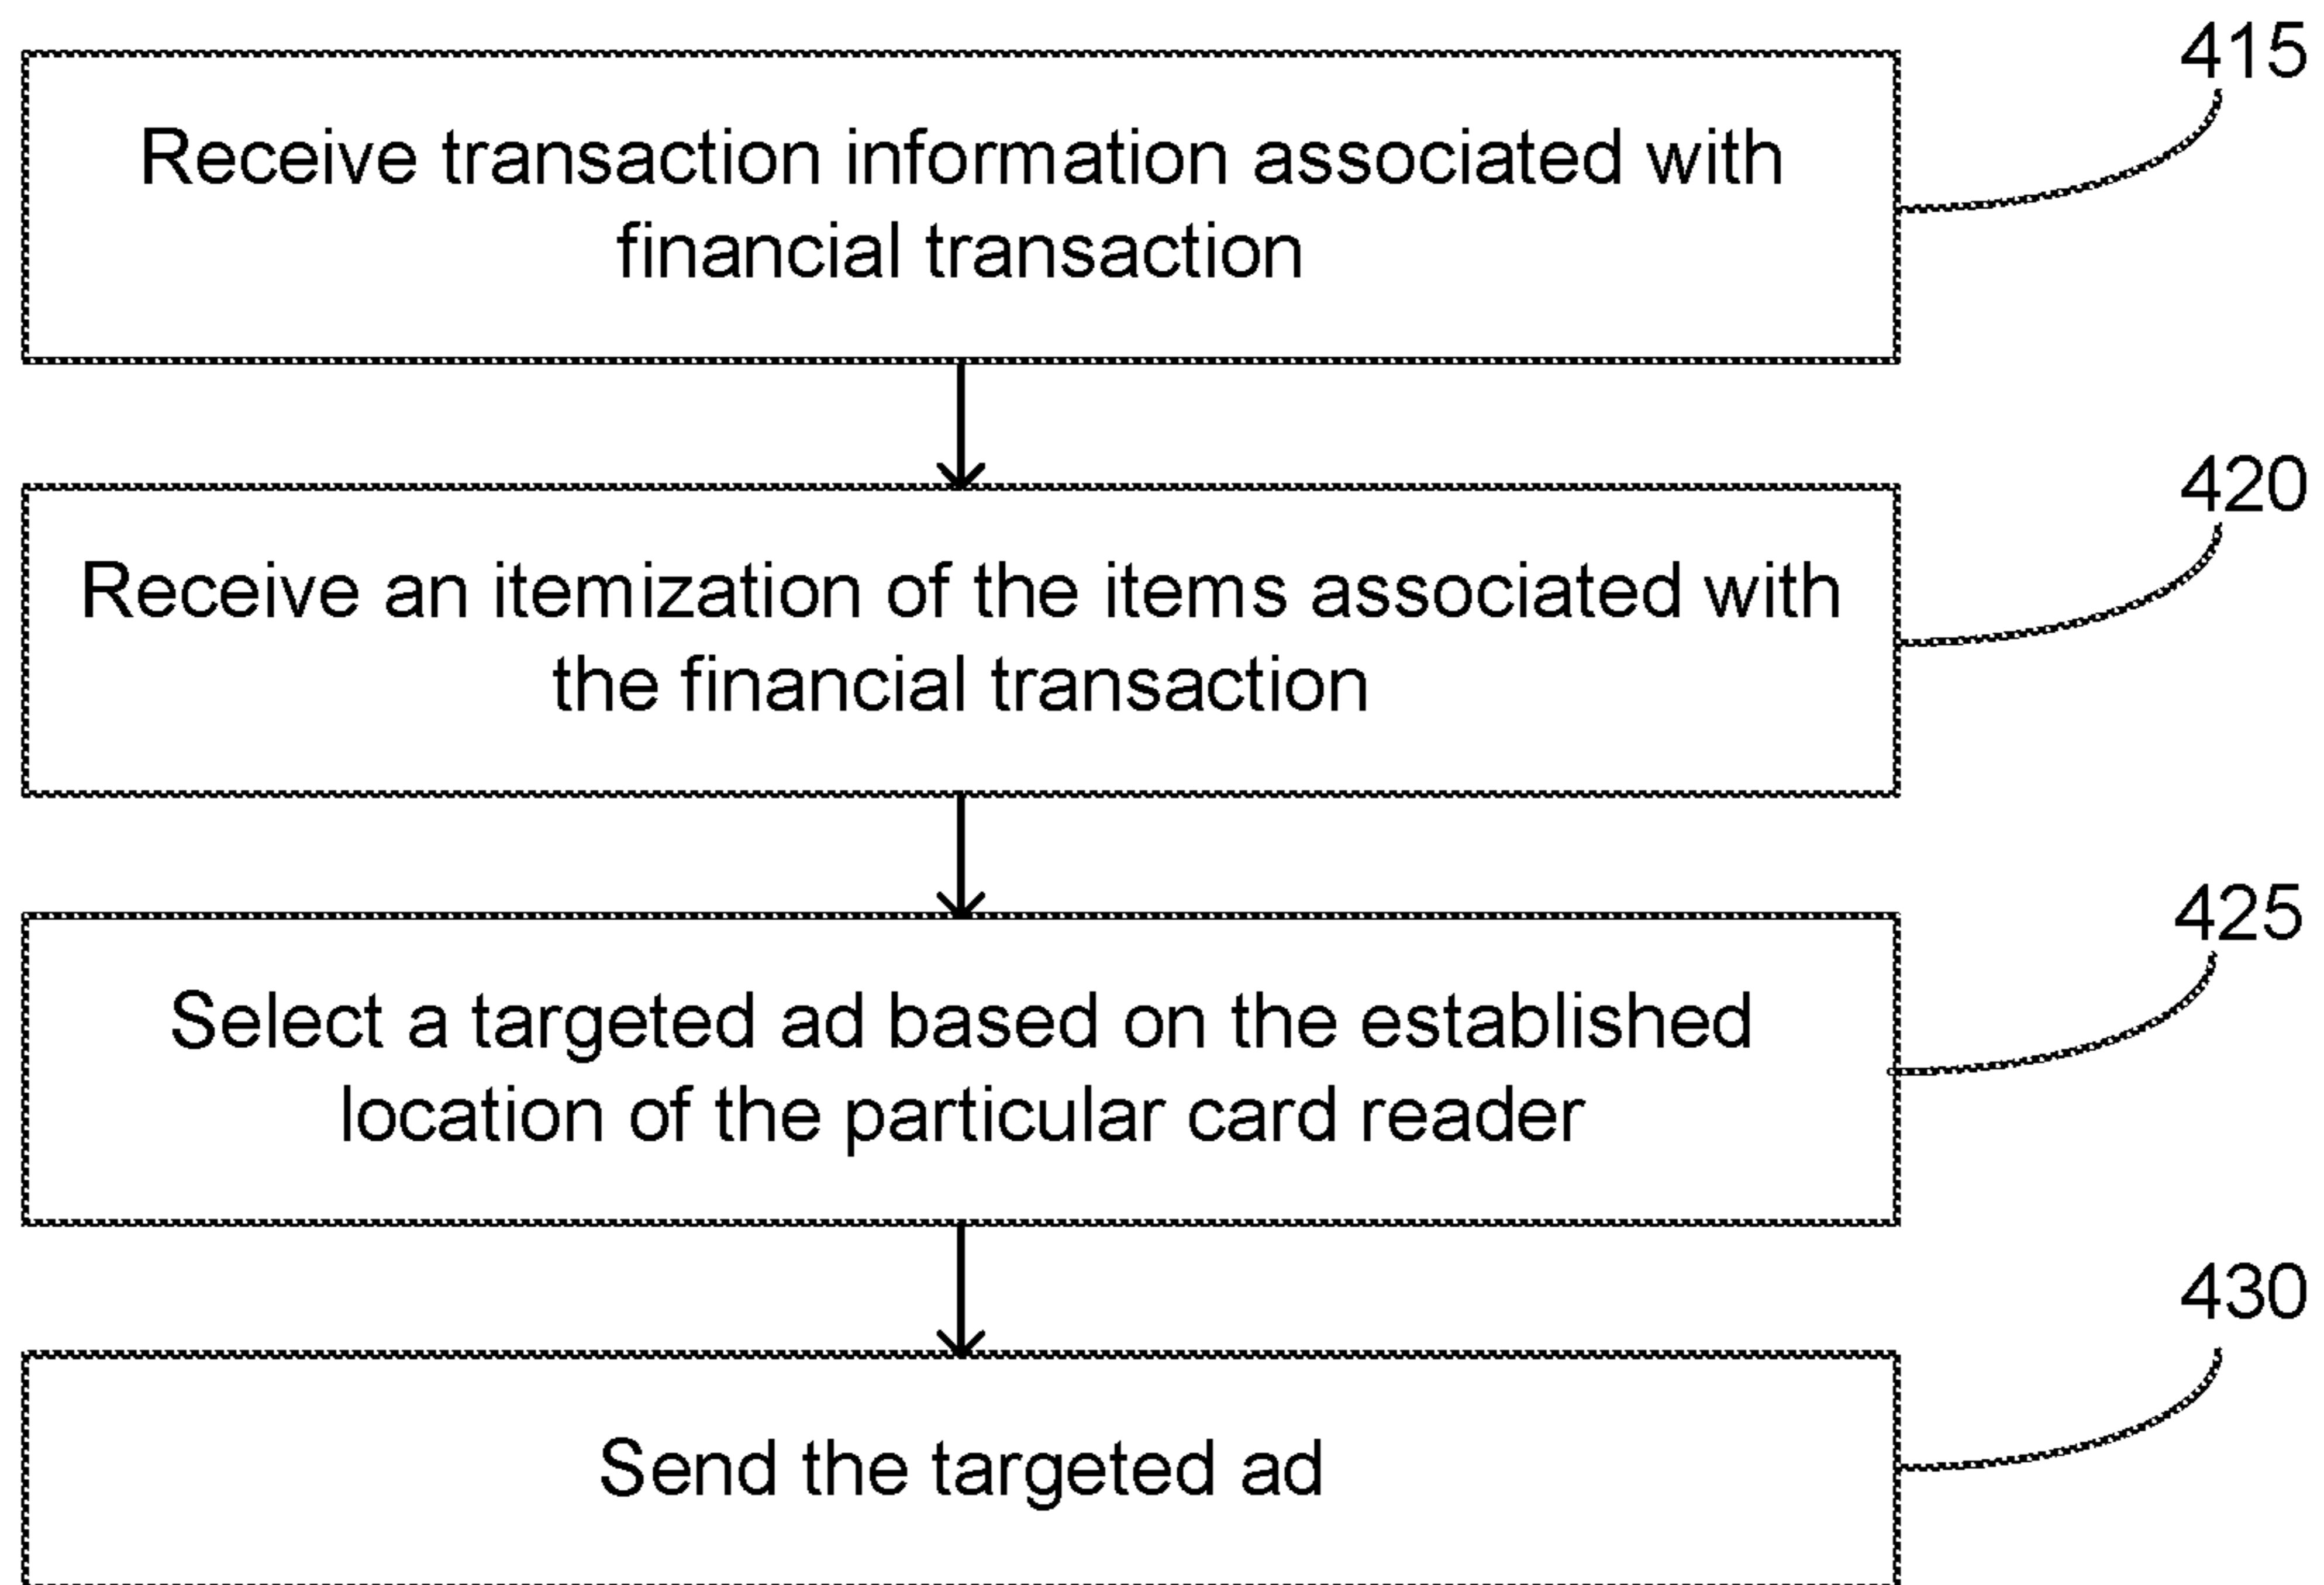 415
Receive transaction information associated with
financial transaction
420
Receive an itemization of the items associated with
the financial transaction
425
Select a targeted ad based on the established
location of the particular card reader
430
Send the targeted ad